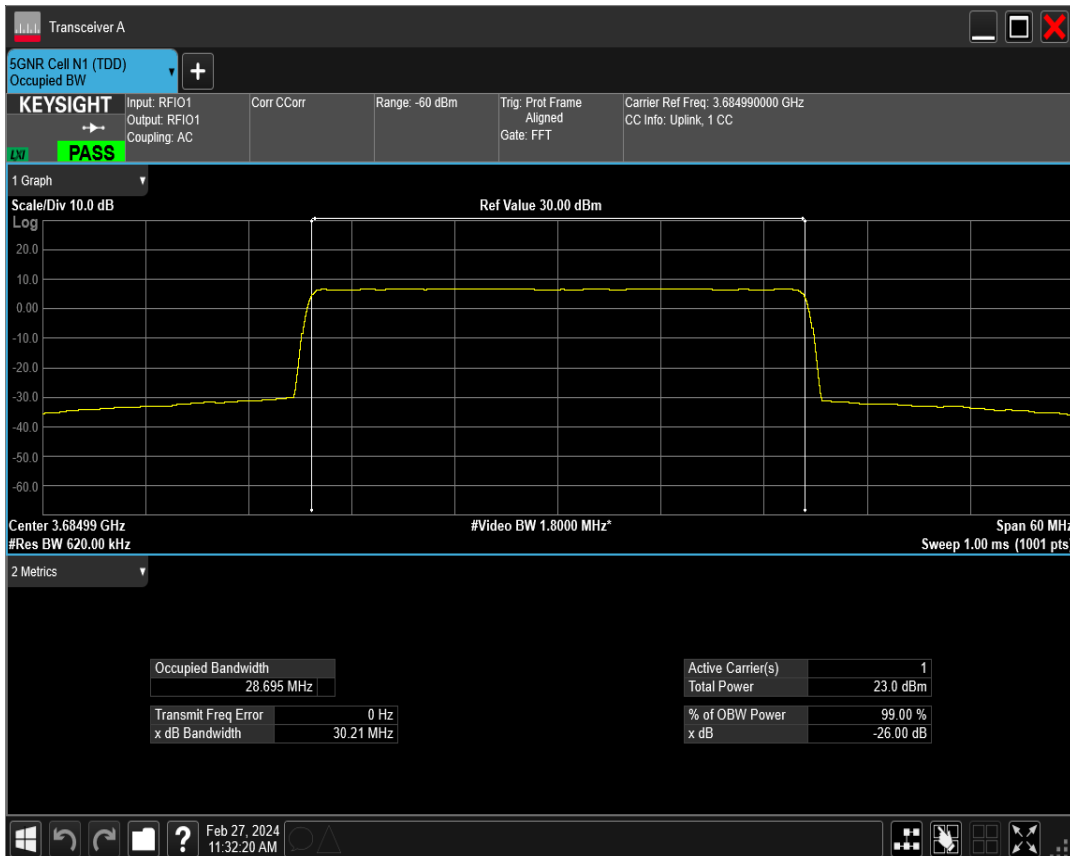 Transceiver A
5GNR Cell N1 (TDD)
Occupied BW
+
KEYSIGHT
LXI
PASS
Input: RFIO1
Output: RFIO1
Coupling: AC
Corr CCorr
Range: -60 dBm
Trig: Prot Frame
Aligned
Gate: FFT
Carrier Ref Freq: 3.684990000 GHz
CC Info: Uplink, 1 CC
1 Graph
Scale/Div 10.0 dB
Ref Value 30.00 dBm
Log
20.0
10.0
0.00
-10.0
-20.0
-30.0
-40.0
-50.0
-60.0
Center 3.68499 GHz
#Video BW 1.8000 MHz*
Span 60 MHz
#Res BW 620.00 kHz
Sweep 1.00 ms (1001 pts)
2 Metrics
Occupied Bandwidth
28.695 MHz
Transmit Freq Error 0 Hz
x dB Bandwidth 30.21 MHz
Active Carrier(s) 1
Total Power 23.0 dBm
% of OBW Power 99.00 %
x dB -26.00 dB
?
Feb 27, 2024
11:32:20 AM